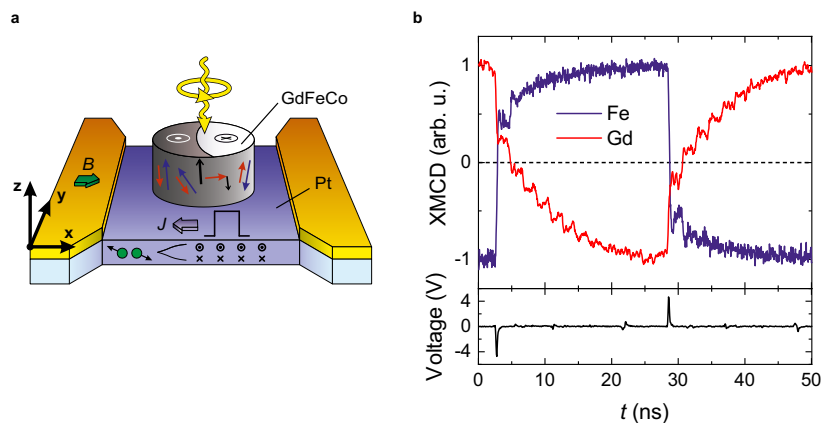 a
GdFeCo
B
Pt
z
y
J
x
b
XMCD (arb. u.)
1
0
-1
Fe
Gd
Voltage (V)
4
0
-4
0 10 20 30 40 50
t (ns)